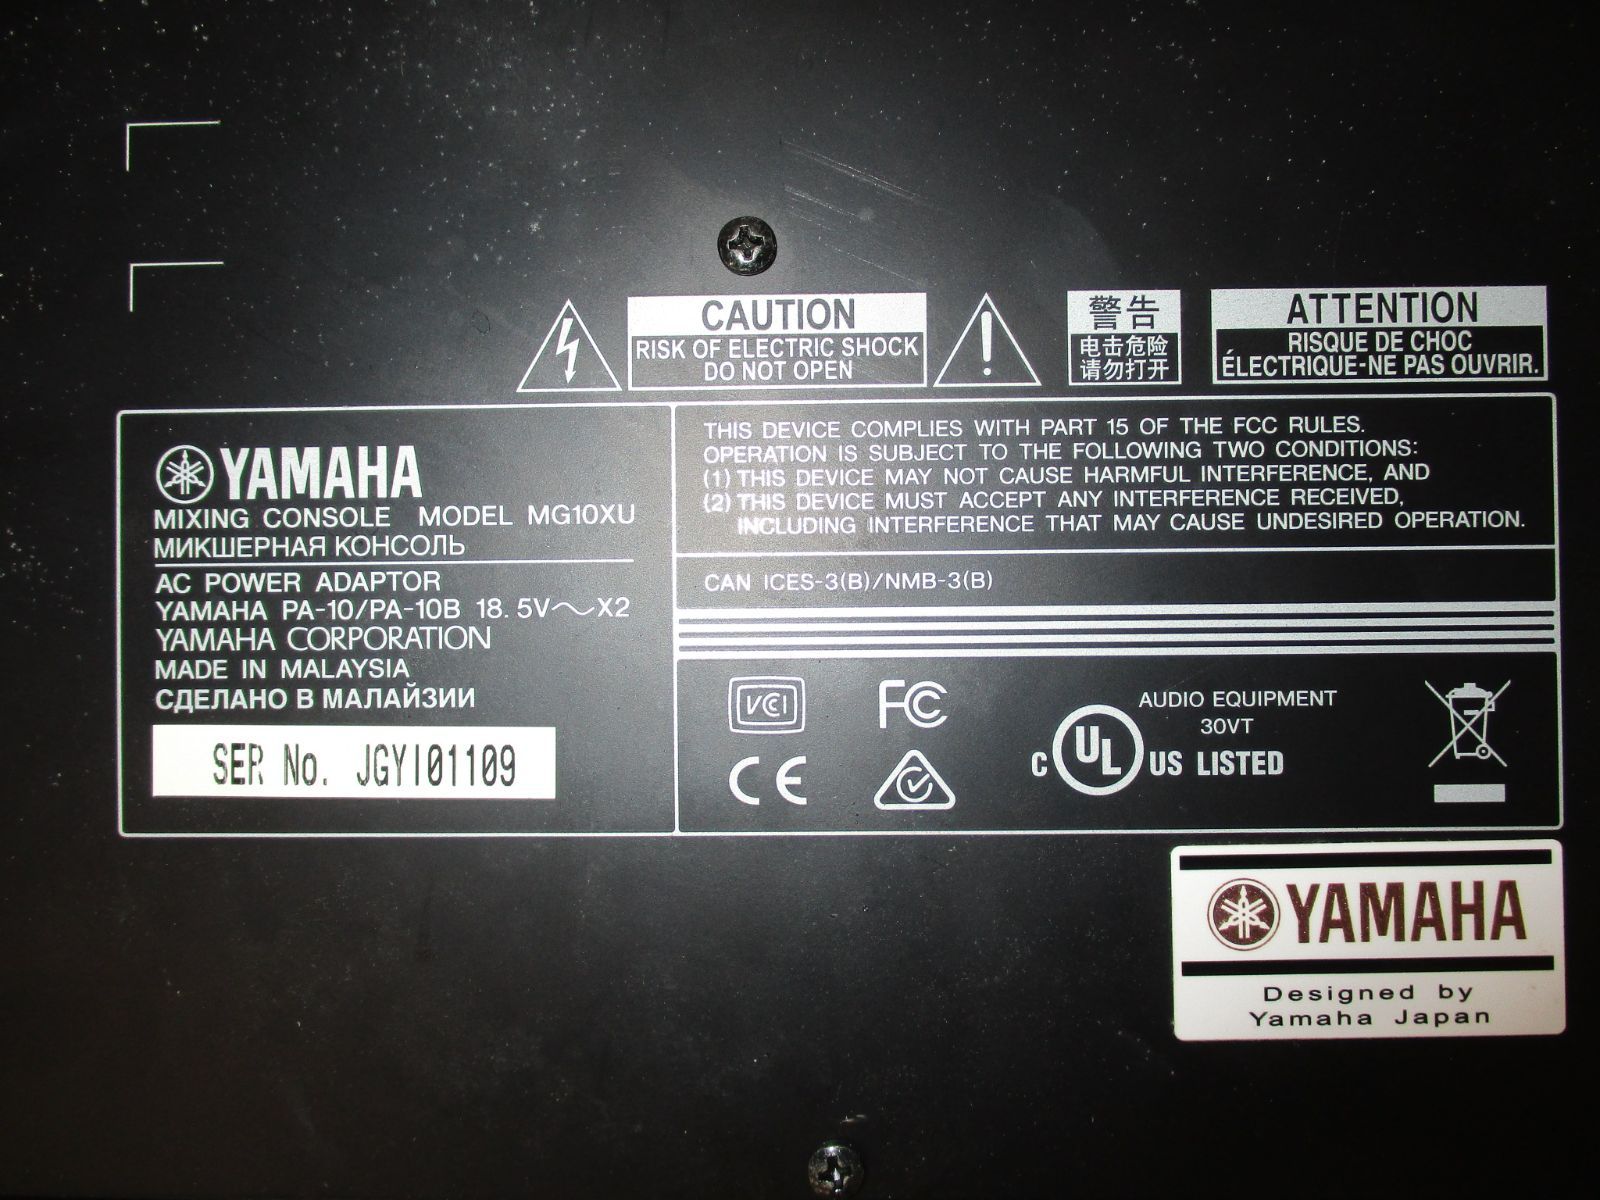 CAUTION
RISK OF ELECTRIC SHOCK
DO NOT OPEN
警告
电击危险
请勿打开
ATTENTION
RISQUE DE CHOC
ÉLECTRIQUE-NE PAS OUVRIR.
YAMAHA
MIXING CONSOLE MODEL MG10XU
МИКШЕРНАЯ КОНСОЛЬ
AC POWER ADAPTOR
YAMAHA PA-10/PA-10B 18.5V～X2
YAMAHA CORPORATION
MADE IN MALAYSIA
СДЕЛАНО В МАЛАЙЗИИ
SER No. JGYI01109
THIS DEVICE COMPLIES WITH PART 15 OF THE FCC RULES.
OPERATION IS SUBJECT TO THE FOLLOWING TWO CONDITIONS:
(1) THIS DEVICE MAY NOT CAUSE HARMFUL INTERFERENCE, AND
(2) THIS DEVICE MUST ACCEPT ANY INTERFERENCE RECEIVED,
INCLUDING INTERFERENCE THAT MAY CAUSE UNDESIRED OPERATION.
CAN ICES-3(B)/NMB-3(B)
VCI
FC
CE
AUDIO EQUIPMENT
30VT
C UL US LISTED
YAMAHA
Designed by
Yamaha Japan